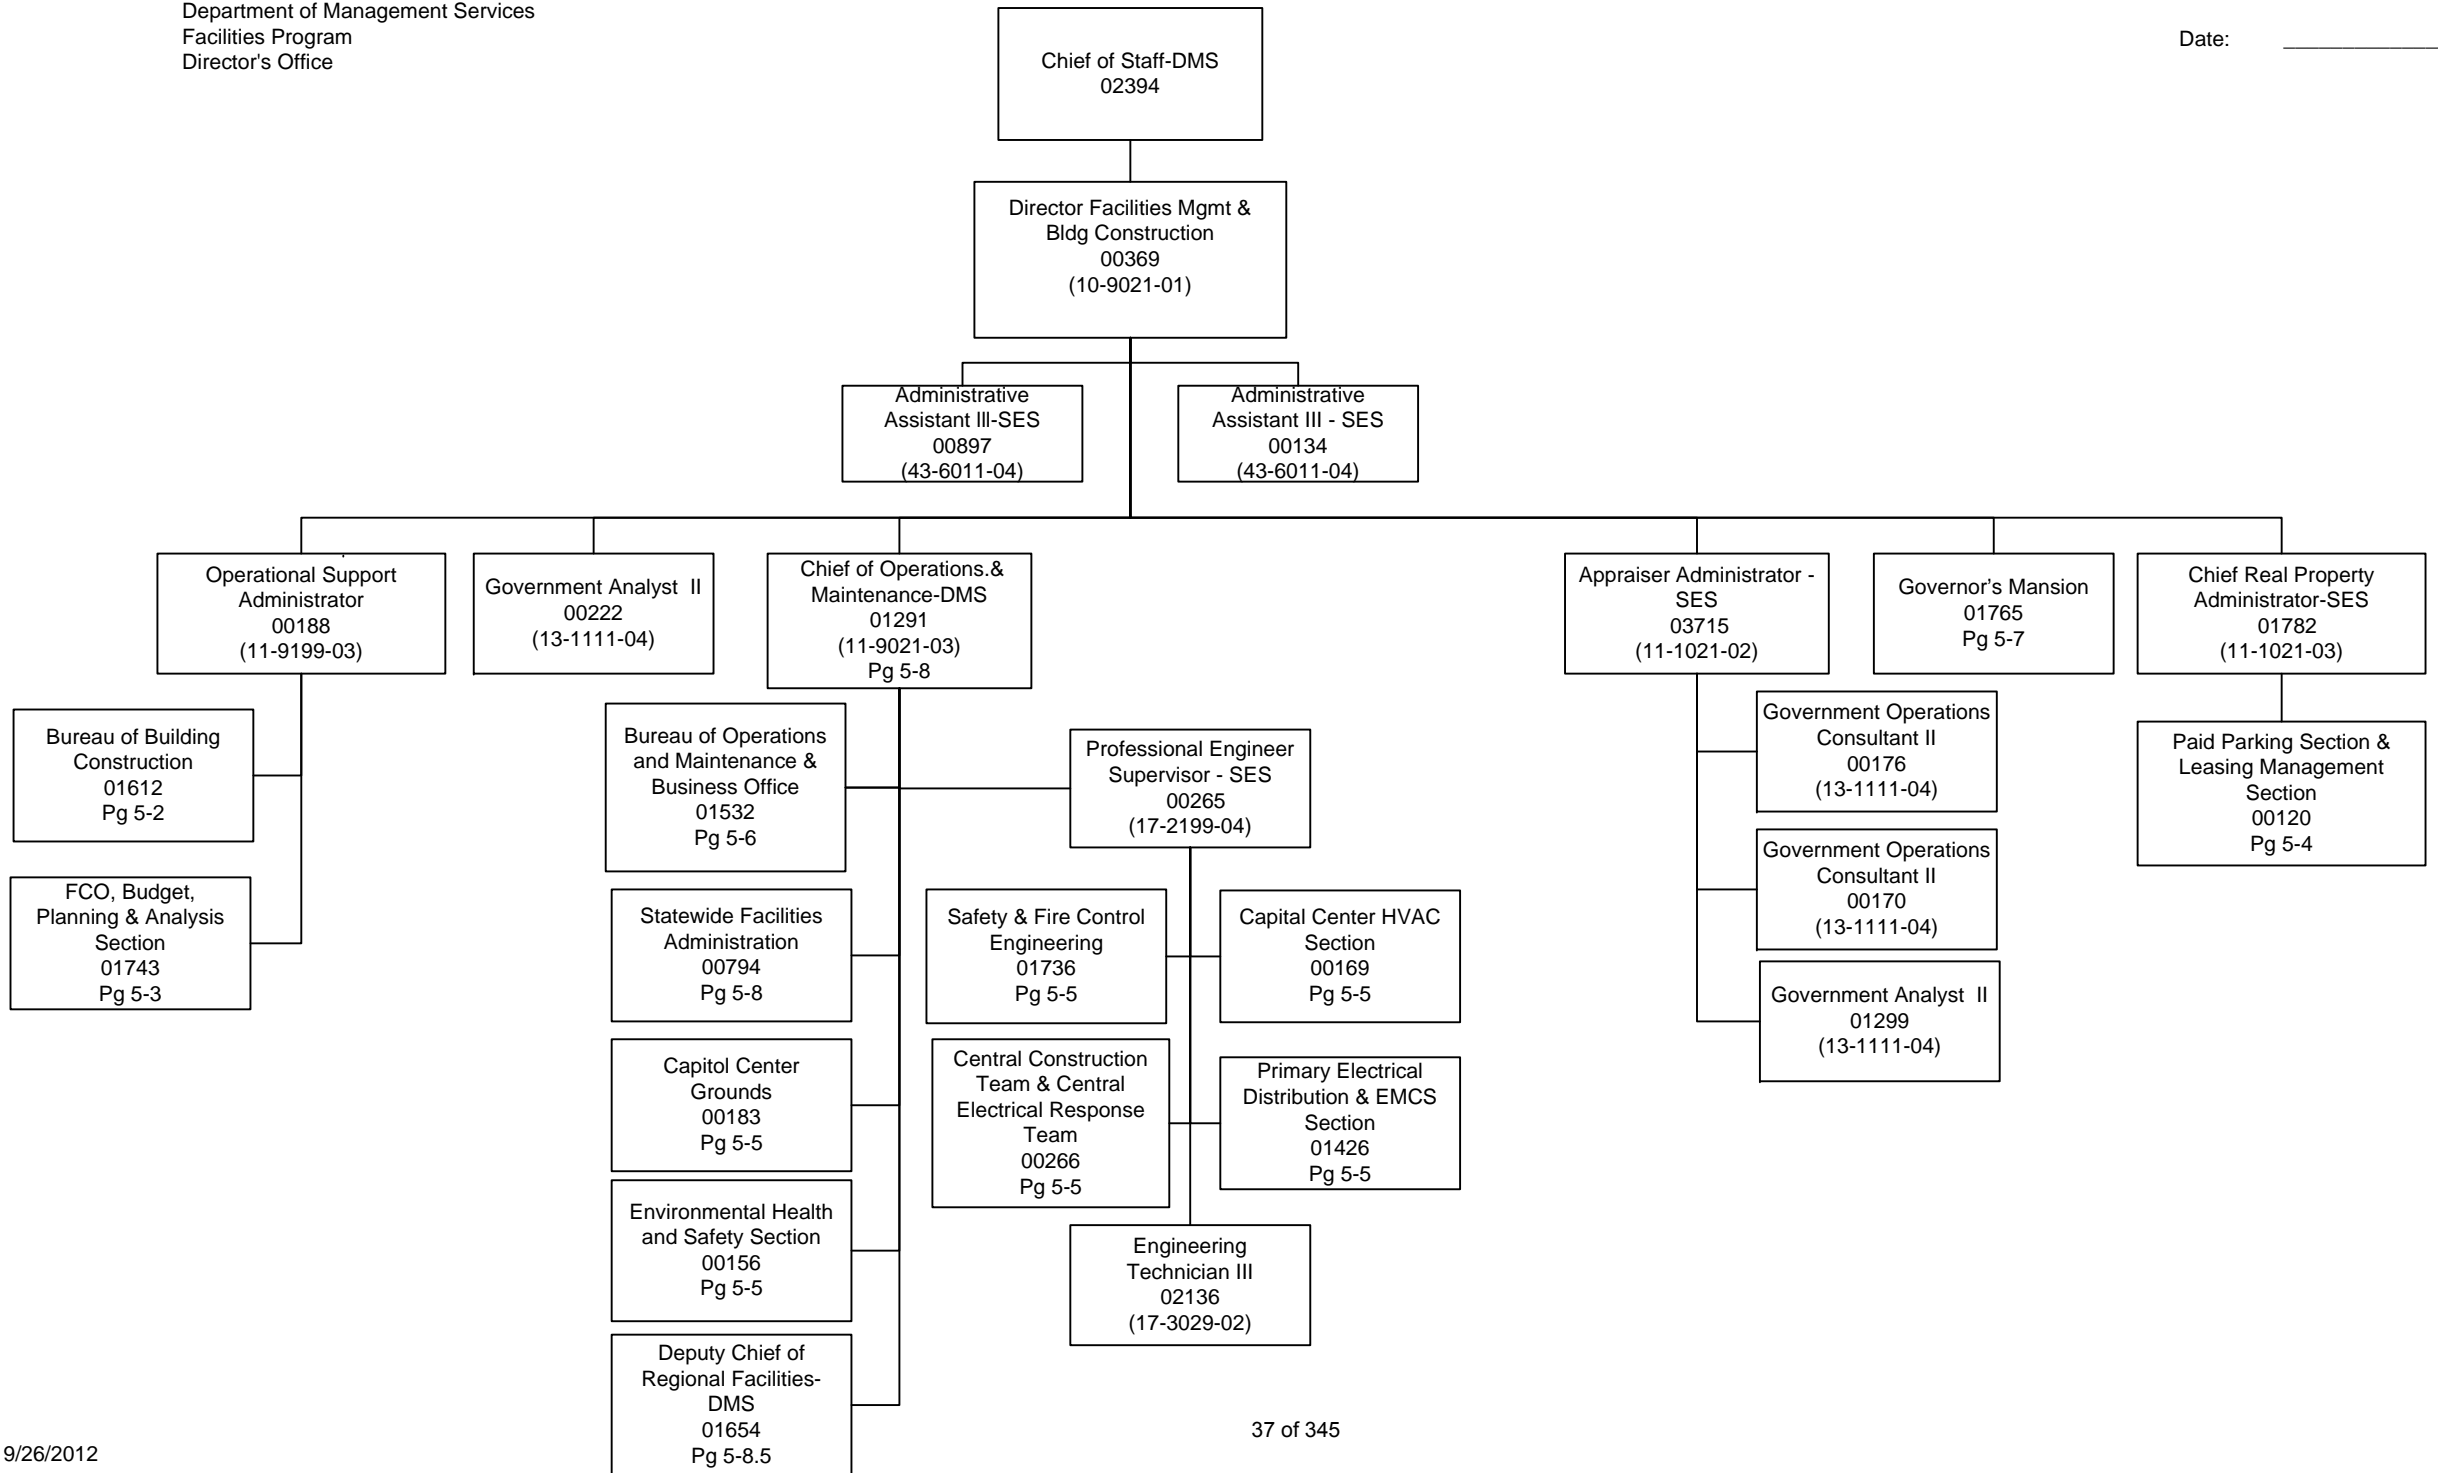 Department of Management Services
Facilities Program
Director's Office
Date: ______________
Chief of Staff-DMS
02394
Director Facilities Mgmt &
Bldg Construction
00369
(10-9021-01)
Administrative
Assistant III-SES
00897
(43-6011-04)
Administrative
Assistant III - SES
00134
(43-6011-04)
Operational Support
Administrator
00188
(11-9199-03)
Government Analyst  II
00222
(13-1111-04)
Chief of Operations.&
Maintenance-DMS
01291
(11-9021-03)
Pg 5-8
Appraiser Administrator -
SES
03715
(11-1021-02)
Governor’s Mansion
01765
Pg 5-7
Chief Real Property
Administrator-SES
01782
(11-1021-03)
Bureau of Building
Construction
01612
Pg 5-2
FCO, Budget,
Planning & Analysis
Section
01743
Pg 5-3
Bureau of Operations
and Maintenance &
Business Office
01532
Pg 5-6
Professional Engineer
Supervisor - SES
00265
(17-2199-04)
Statewide Facilities
Administration
00794
Pg 5-8
Safety & Fire Control
Engineering
01736
Pg 5-5
Capital Center HVAC
Section
00169
Pg 5-5
Capitol Center
Grounds
00183
Pg 5-5
Central Construction
Team & Central
Electrical Response
Team
00266
Pg 5-5
Primary Electrical
Distribution & EMCS
Section
01426
Pg 5-5
Environmental Health
and Safety Section
00156
Pg 5-5
Engineering
Technician III
02136
(17-3029-02)
Deputy Chief of
Regional Facilities-
DMS
01654
Pg 5-8.5
Government Operations
Consultant II
00176
(13-1111-04)
Government Operations
Consultant II
00170
(13-1111-04)
Government Analyst  II
01299
(13-1111-04)
Paid Parking Section &
Leasing Management
Section
00120
Pg 5-4
37 of 345
9/26/2012